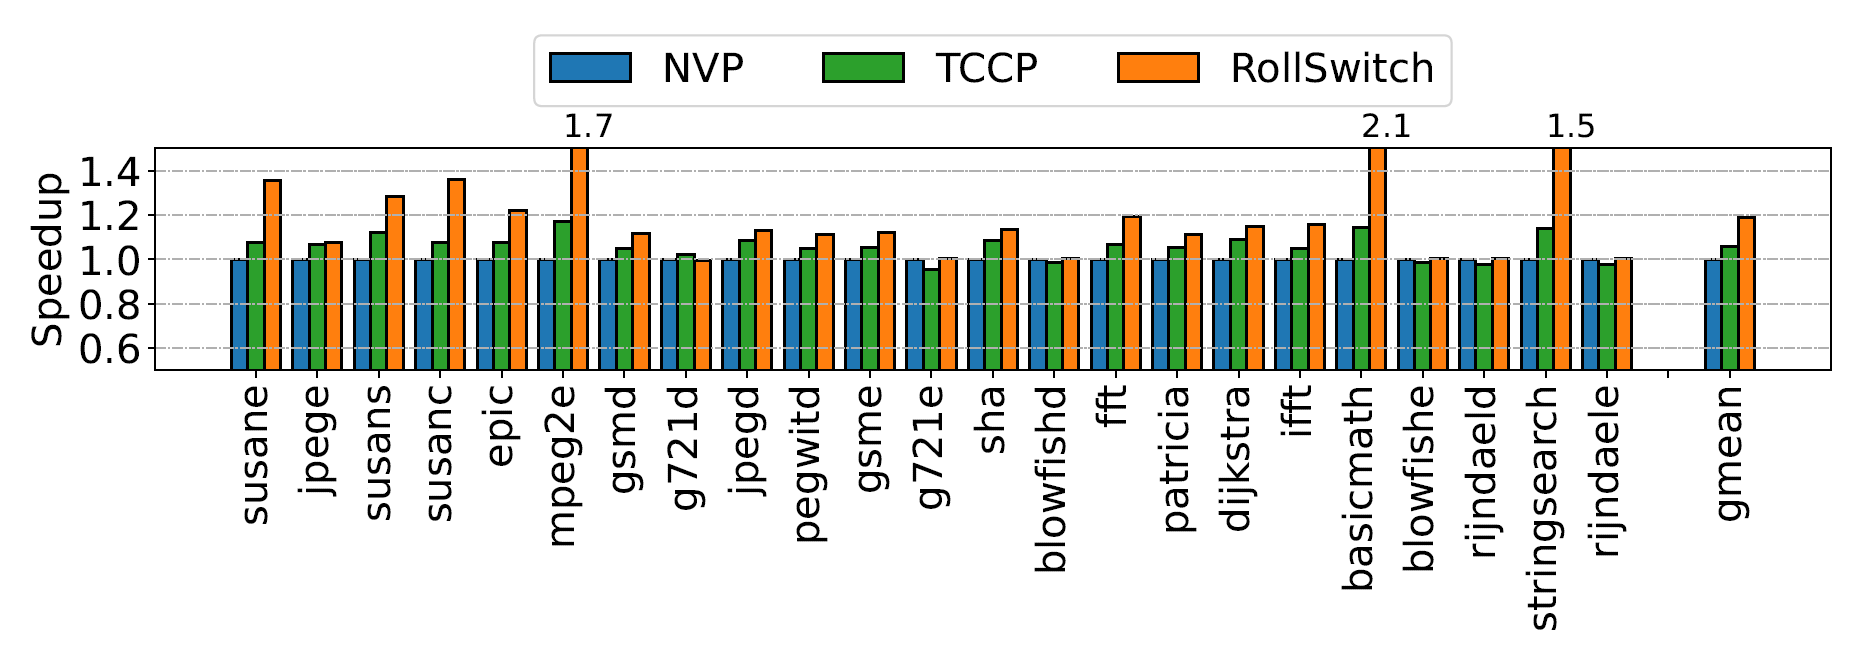 NVP TCCP RollSwitch
1.7 2.1 1.5
Speedup
1.4
1.2
1.0
0.8
0.6
susane
jpege
susans
susanc
epic
mpeg2e
gsmd
g721d
jpegd
pegwitd
gsme
g721e
sha
blowfishd
fft
patricia
dijkstra
ifft
basicmath
blowfishe
rijndaeld
stringsearch
rijndaele
gmean